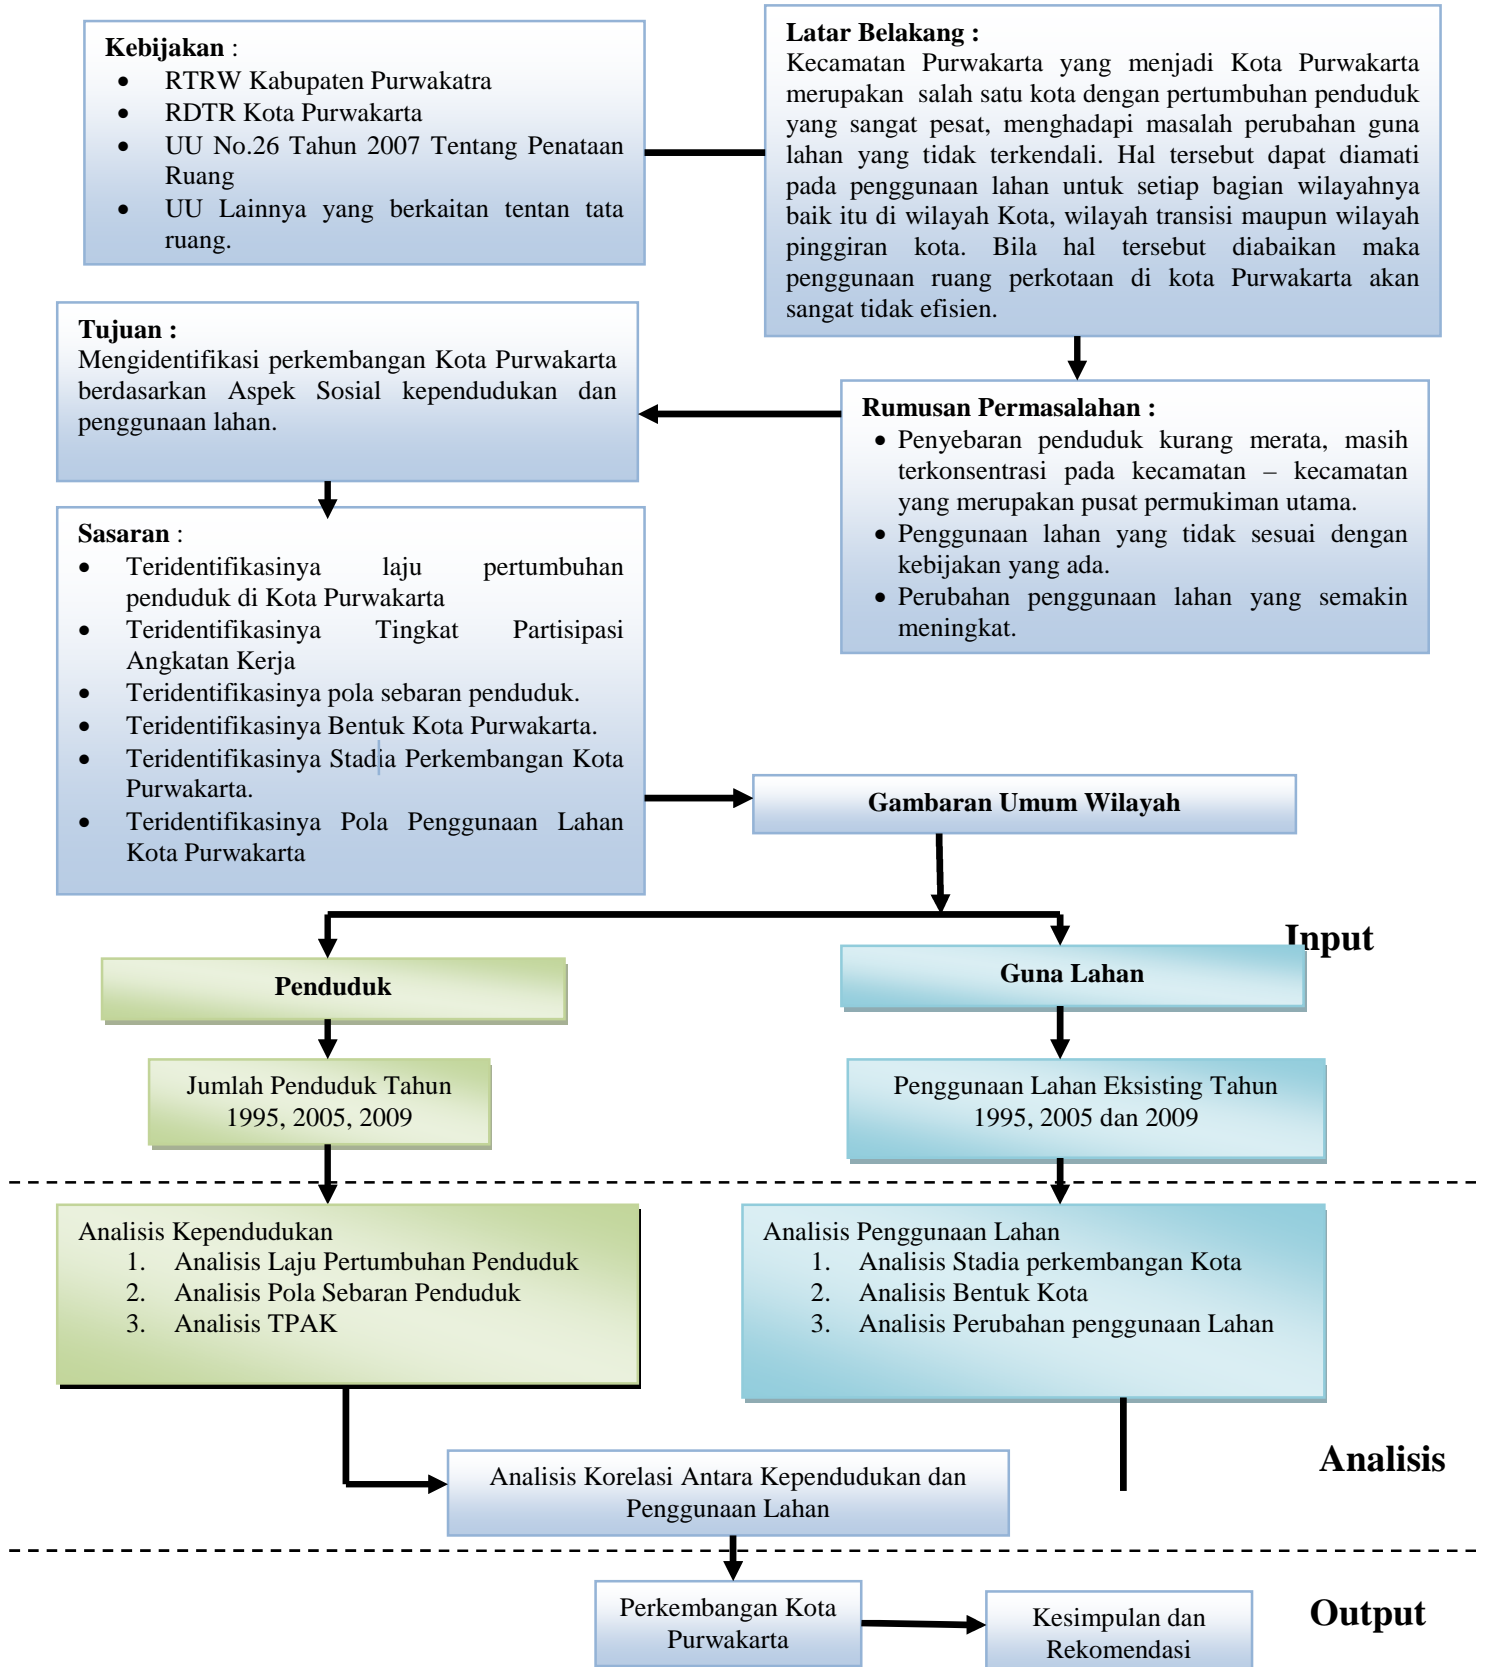 Kebijakan :
• RTRW Kabupaten Purwakatra
• RDTR Kota Purwakarta
• UU No.26 Tahun 2007 Tentang Penataan
Ruang
• UU Lainnya yang berkaitan tentan tata
ruang.
Latar Belakang :
Kecamatan Purwakarta yang menjadi Kota Purwakarta
merupakan salah satu kota dengan pertumbuhan penduduk
yang sangat pesat, menghadapi masalah perubahan guna
lahan yang tidak terkendali. Hal tersebut dapat diamati
pada penggunaan lahan untuk setiap bagian wilayahnya
baik itu di wilayah Kota, wilayah transisi maupun wilayah
pinggiran kota. Bila hal tersebut diabaikan maka
penggunaan ruang perkotaan di kota Purwakarta akan
sangat tidak efisien.
Tujuan :
Mengidentifikasi perkembangan Kota Purwakarta
berdasarkan Aspek Sosial kependudukan dan
penggunaan lahan.
Rumusan Permasalahan :
• Penyebaran penduduk kurang merata, masih
terkonsentrasi pada kecamatan – kecamatan
yang merupakan pusat permukiman utama.
• Penggunaan lahan yang tidak sesuai dengan
kebijakan yang ada.
• Perubahan penggunaan lahan yang semakin
meningkat.
Sasaran :
• Teridentifikasinya laju pertumbuhan
penduduk di Kota Purwakarta
• Teridentifikasinya Tingkat Partisipasi
Angkatan Kerja
• Teridentifikasinya pola sebaran penduduk.
• Teridentifikasinya Bentuk Kota Purwakarta.
• Teridentifikasinya Stadia Perkembangan Kota
Purwakarta.
• Teridentifikasinya Pola Penggunaan Lahan
Kota Purwakarta
Gambaran Umum Wilayah
Input
Penduduk
Guna Lahan
Jumlah Penduduk Tahun
1995, 2005, 2009
Penggunaan Lahan Eksisting Tahun
1995, 2005 dan 2009
Analisis Kependudukan
1. Analisis Laju Pertumbuhan Penduduk
2. Analisis Pola Sebaran Penduduk
3. Analisis TPAK
Analisis Penggunaan Lahan
1. Analisis Stadia perkembangan Kota
2. Analisis Bentuk Kota
3. Analisis Perubahan penggunaan Lahan
Analisis
Analisis Korelasi Antara Kependudukan dan
Penggunaan Lahan
Perkembangan Kota
Purwakarta
Kesimpulan dan
Rekomendasi
Output